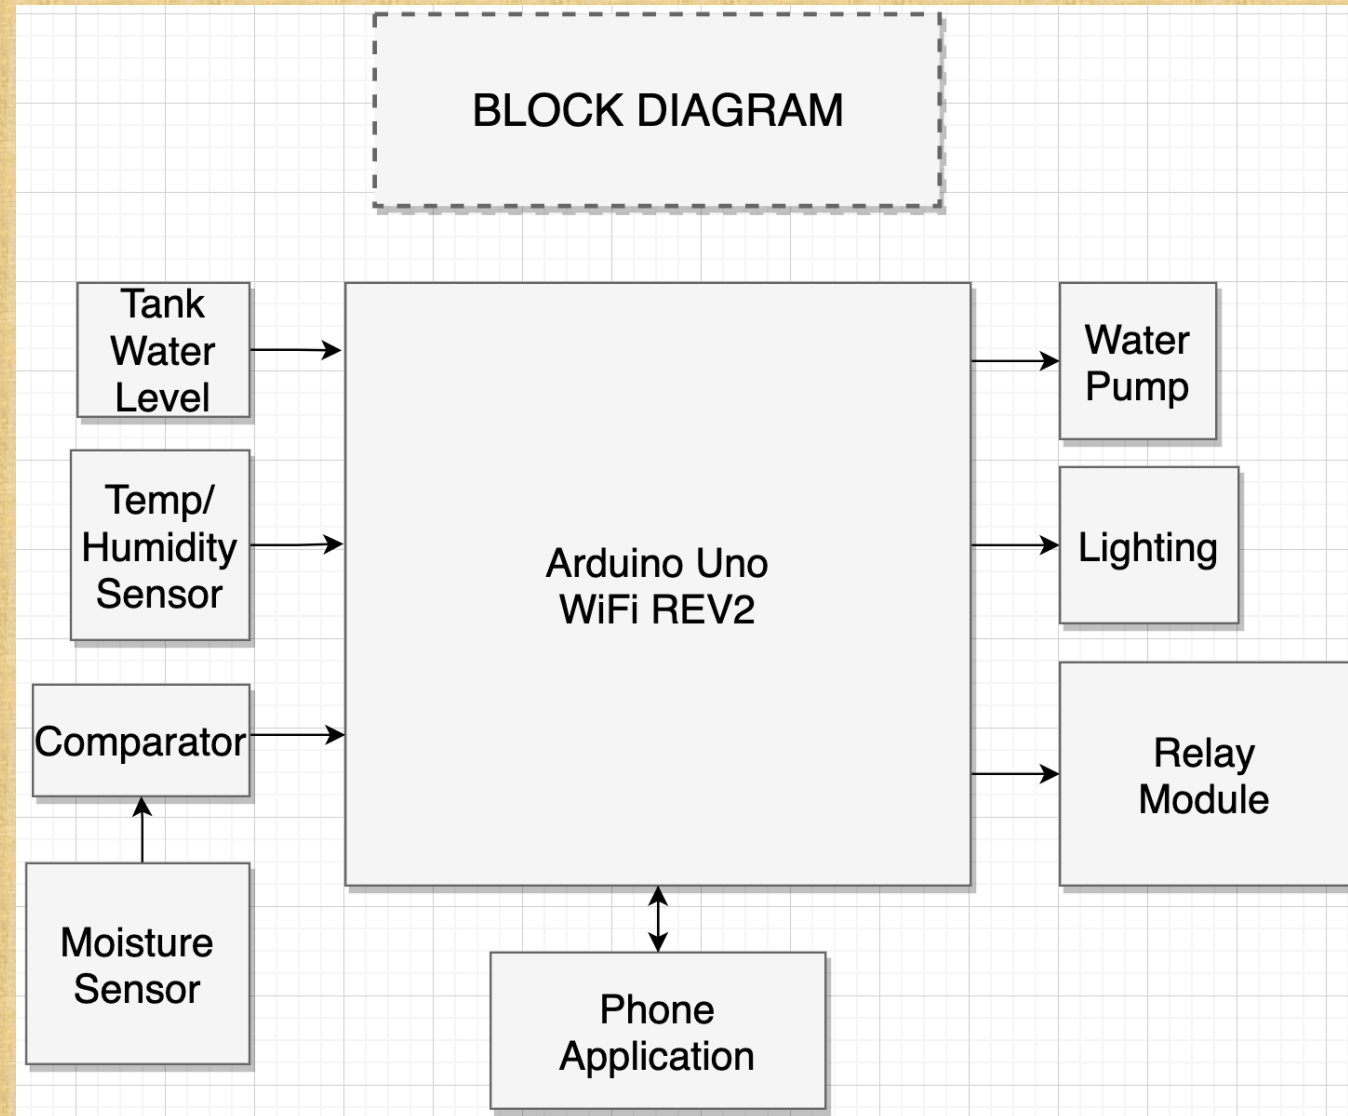 BLOCK DIAGRAM
Tank
Water
Level
Water
Pump
Temp/
Humidity
Sensor
Arduino Uno
WiFi REV2
Lighting
Comparator
Relay
Module
Moisture
Sensor
Phone
Application